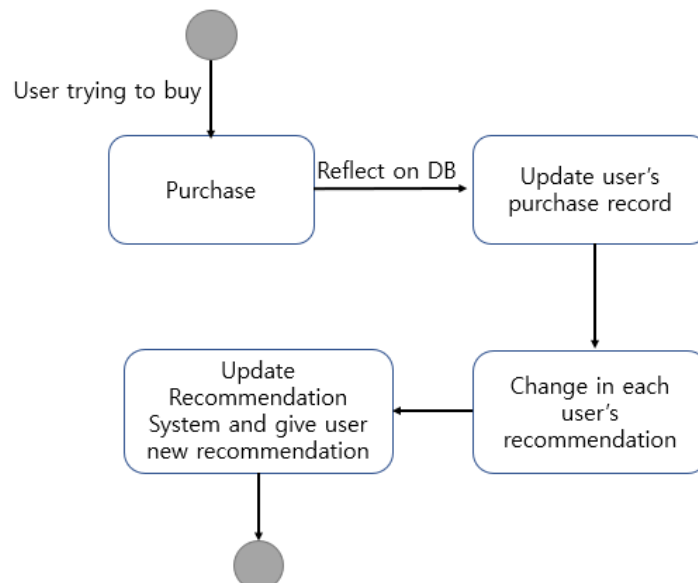 User trying to buy
Purchase
Reflect on DB
Update user's
purchase record
Change in each
user's
recommendation
Update
Recommendation
System and give user
new recommendation